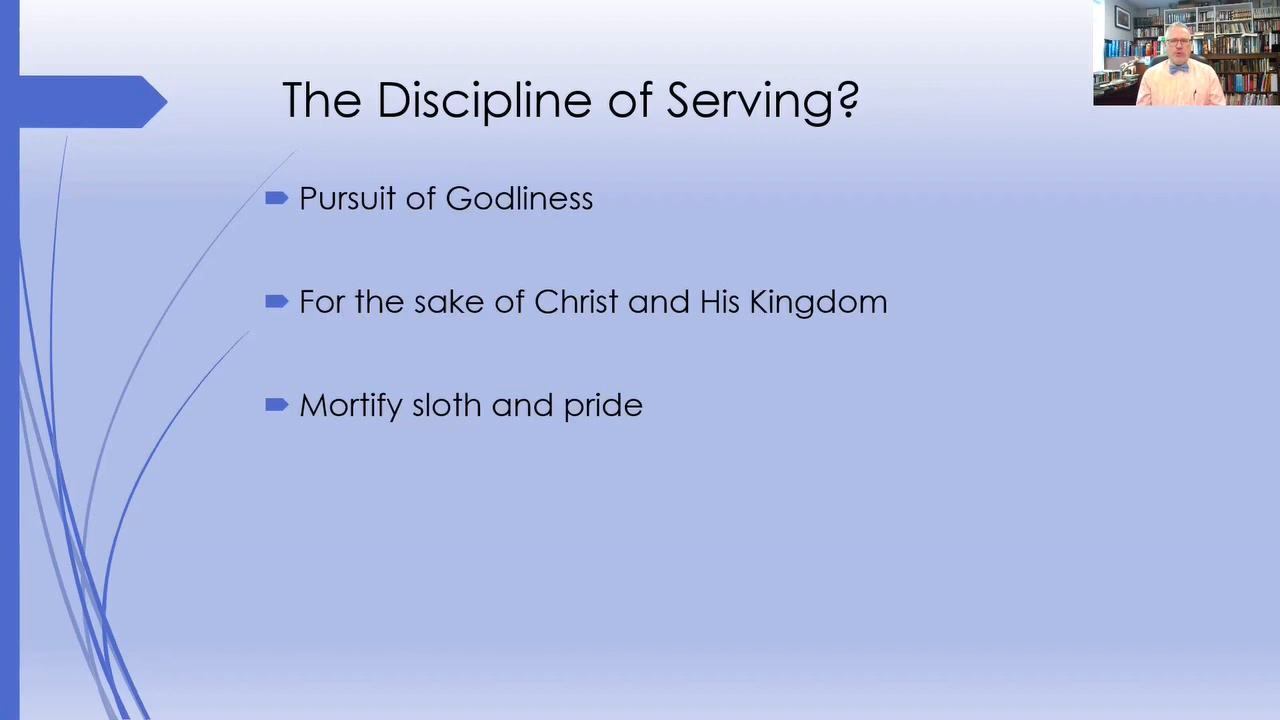 The Discipline of Serving?
Pursuit of Godliness
For the sake of Christ and His Kingdom
Mortify sloth and pride